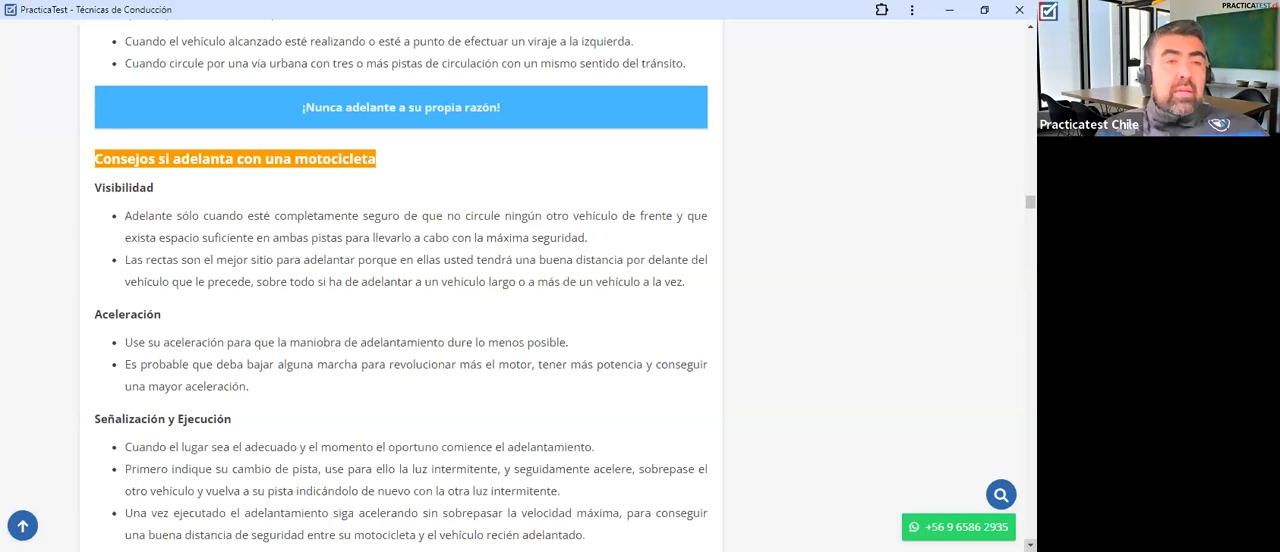 PracticaTest - Técnicas de Conducción
PRACTICATEST.cl
Cuando el vehículo alcanzado esté realizando o esté a punto de efectuar un viraje a la izquierda.
Cuando circule por una vía urbana con tres o más pistas de circulación con un mismo sentido del tránsito.
¡Nunca adelante a su propia razón!
Practicatest Chile
Consejos si adelanta con una motocicleta
Visibilidad
Adelante sólo cuando esté completamente seguro de que no circule ningún otro vehículo de frente y que
exista espacio suficiente en ambas pistas para llevarlo a cabo con la máxima seguridad.
Las rectas son el mejor sitio para adelantar porque en ellas usted tendrá una buena distancia por delante del
vehículo que le precede, sobre todo si ha de adelantar a un vehículo largo o a más de un vehículo a la vez.
Aceleración
Use su aceleración para que la maniobra de adelantamiento dure lo menos posible.
Es probable que deba bajar alguna marcha para revolucionar más el motor, tener más potencia y conseguir
una mayor aceleración.
Señalización y Ejecución
Cuando el lugar sea el adecuado y el momento el oportuno comience el adelantamiento.
Primero indique su cambio de pista, use para ello la luz intermitente, y seguidamente acelere, sobrepase el
otro vehículo y vuelva a su pista indicándolo de nuevo con la otra luz intermitente.
Una vez ejecutado el adelantamiento siga acelerando sin sobrepasar la velocidad máxima, para conseguir
una buena distancia de seguridad entre su motocicleta y el vehículo recién adelantado.
+56 9 6586 2935